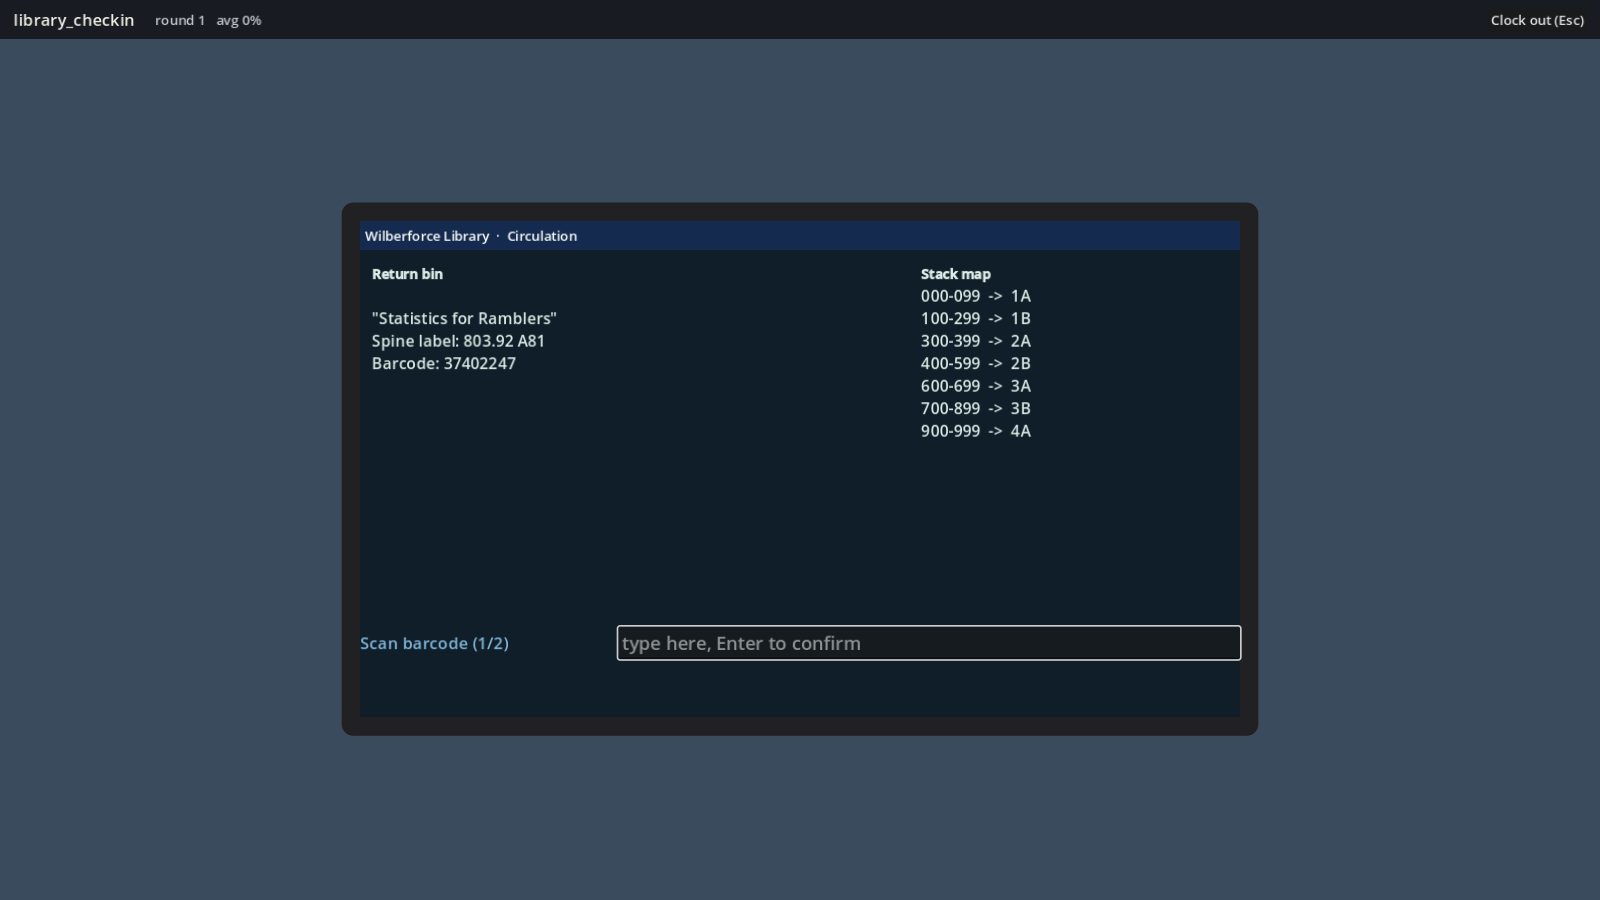 library_checkin round 1 avg 0% Clock out (Esc)
Wilberforce Library · Circulation
Return bin
"Statistics for Ramblers"
Spine label: 803.92 A81
Barcode: 37402247
Stack map
000-099 -> 1A
100-299 -> 1B
300-399 -> 2A
400-599 -> 2B
600-699 -> 3A
700-899 -> 3B
900-999 -> 4A
Scan barcode (1/2) type here, Enter to confirm